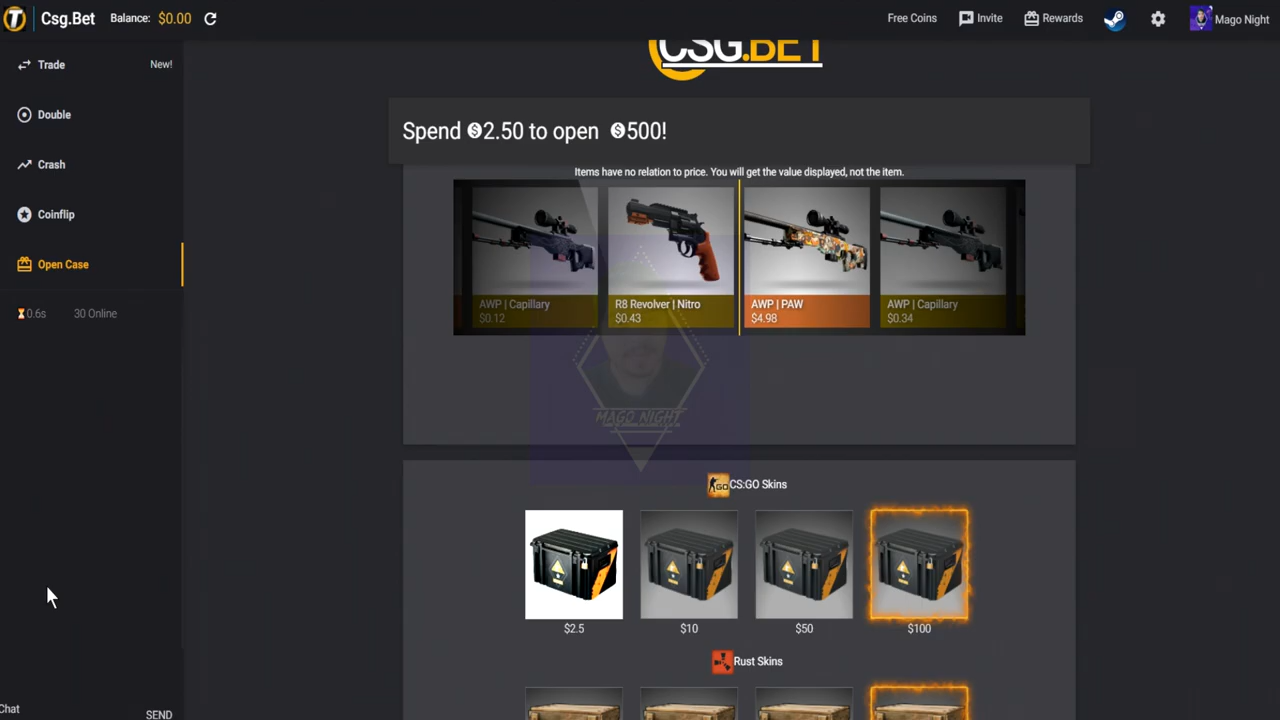 Csg.Bet
Balance: $0.00
Free Coins
Invite
Rewards
Mago Night
Trade
New!
Double
Crash
Coinflip
Open Case
0.6s
30 Online
CSG.BET
Spend $2.50 to open $500!
Items have no relation to price. You will get the value displayed, not the item.
AWP | Capillary
$0.12
R8 Revolver | Nitro
$0.43
AWP | PAW
$4.98
AWP | Capillary
$0.34
MAGO NIGHT
GO CS:GO Skins
$2.5
$10
$50
$100
Rust Skins
Chat
SEND